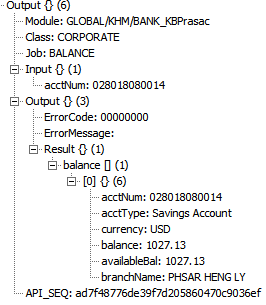 Output {} (6)
Module: GLOBAL/KHM/BANK_KBPrasac
Class: CORPORATE
Job: BALANCE
Input {} (1)
acctNum: 028018080014
Output {} (3)
ErrorCode: 00000000
ErrorMessage:
Result {} (1)
balance [] (1)
[0] {} (6)
acctNum: 028018080014
acctType: Savings Account
currency: USD
balance: 1027.13
availableBal: 1027.13
branchName: PHSAR HENG LY
API_SEQ: ad7f48776de39f7d205860470c9036ef